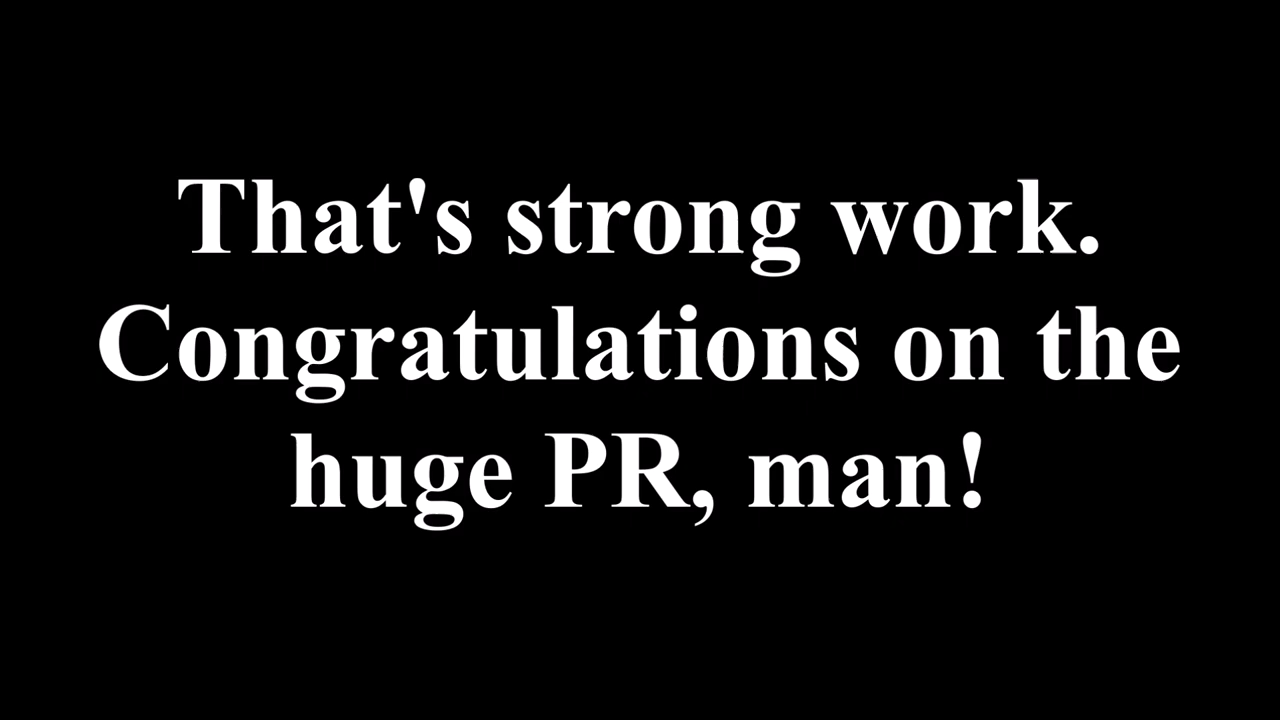 That's strong work.
Congratulations on the
huge PR, man!